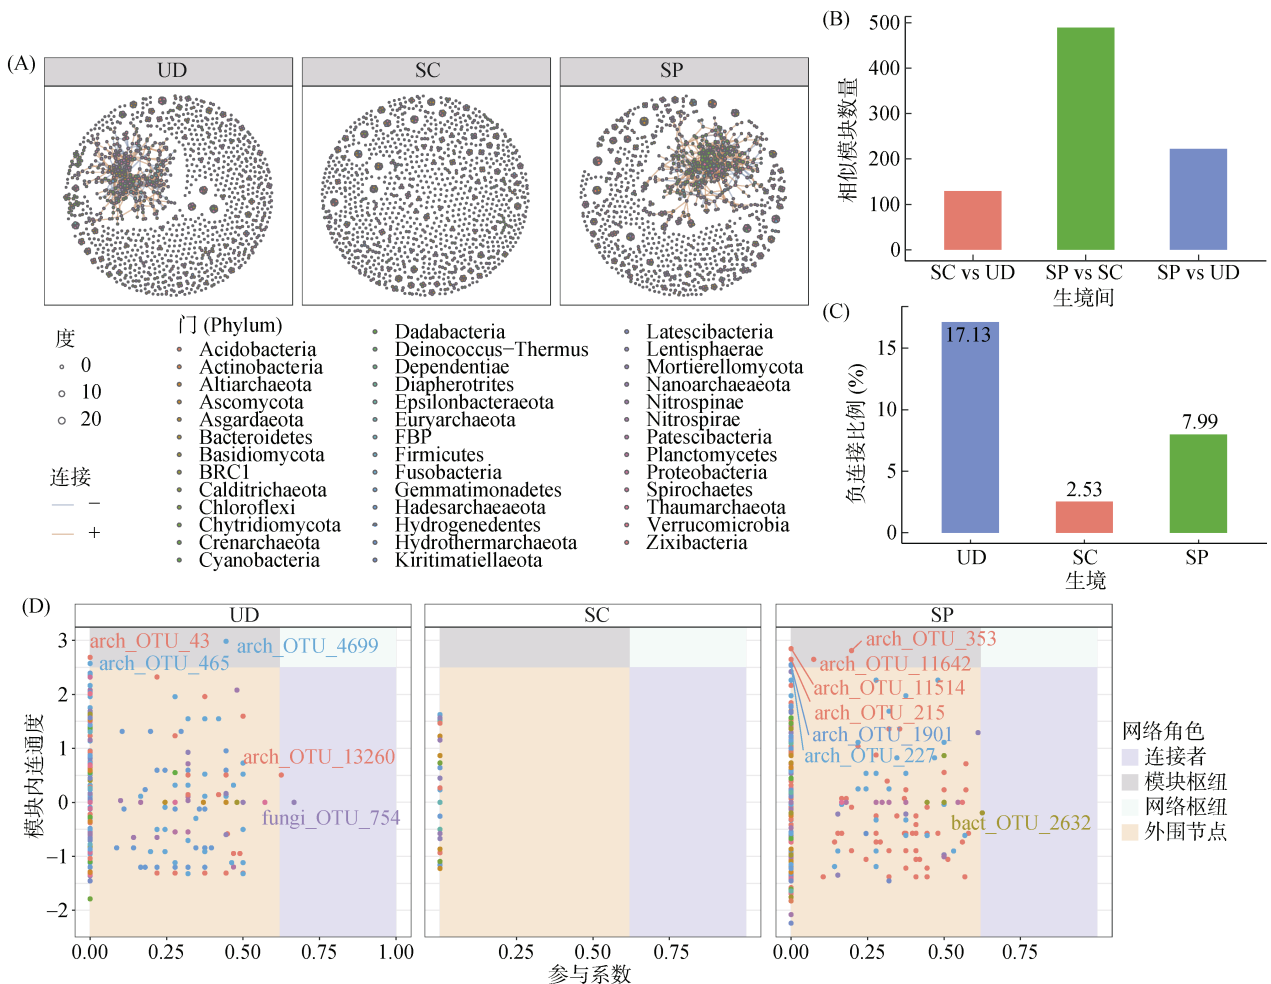 (A)
UD
SC
SP
度
0
10
20
连接
−
+
门 (Phylum)
Acidobacteria
Actinobacteria
Altiarchaeota
Ascomycota
Asgardaeota
Bacteroidetes
Basidiomycota
BRC1
Calditrichaeota
Chloroflexi
Chytridiomycota
Crenarchaeota
Cyanobacteria
Dadabacteria
Deinococcus−Thermus
Dependentiae
Diapherotrites
Epsilonbacteraeota
Euryarchaeota
FBP
Firmicutes
Fusobacteria
Gemmatimonadetes
Hadesarchaeaeota
Hydrogenedentes
Hydrothermarchaeota
Kiritimatiellaeota
Latescibacteria
Lentisphaerae
Mortierellomycota
Nanoarchaeaeota
Nitrospinae
Nitrospirae
Patescibacteria
Planctomycetes
Proteobacteria
Spirochaetes
Thaumarchaeota
Verrucomicrobia
Zixibacteria
(B)
相似模块数量
500
400
300
200
100
0
SC vs UD
SP vs SC
SP vs UD
生境间
(C)
负连接比例 (%)
15
10
5
0
17.13
2.53
7.99
UD
SC
SP
生境
(D)
UD
SC
SP
模块内连通度
3
2
1
0
−1
−2
arch_OTU_43
arch_OTU_4699
arch_OTU_465
arch_OTU_13260
fungi_OTU_754
arch_OTU_353
arch_OTU_11642
arch_OTU_11514
arch_OTU_215
arch_OTU_1901
arch_OTU_227
bact_OTU_2632
0.00
0.25
0.50
0.75
1.00
0.25
0.50
0.75
0.00
0.25
0.50
0.75
参与系数
网络角色
连接者
模块枢纽
网络枢纽
外围节点